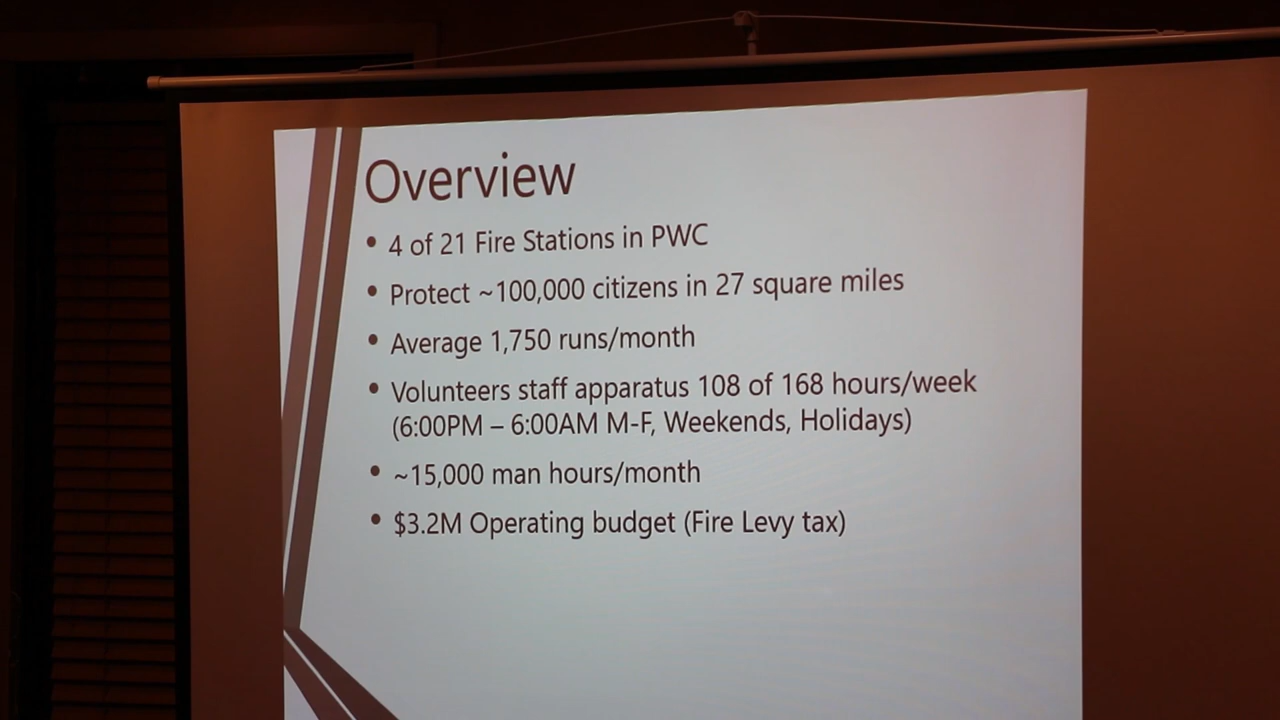 Overview
• 4 of 21 Fire Stations in PWC
• Protect ~100,000 citizens in 27 square miles
• Average 1,750 runs/month
• Volunteers staff apparatus 108 of 168 hours/week
(6:00PM – 6:00AM M-F, Weekends, Holidays)
• ~15,000 man hours/month
• $3.2M Operating budget (Fire Levy tax)